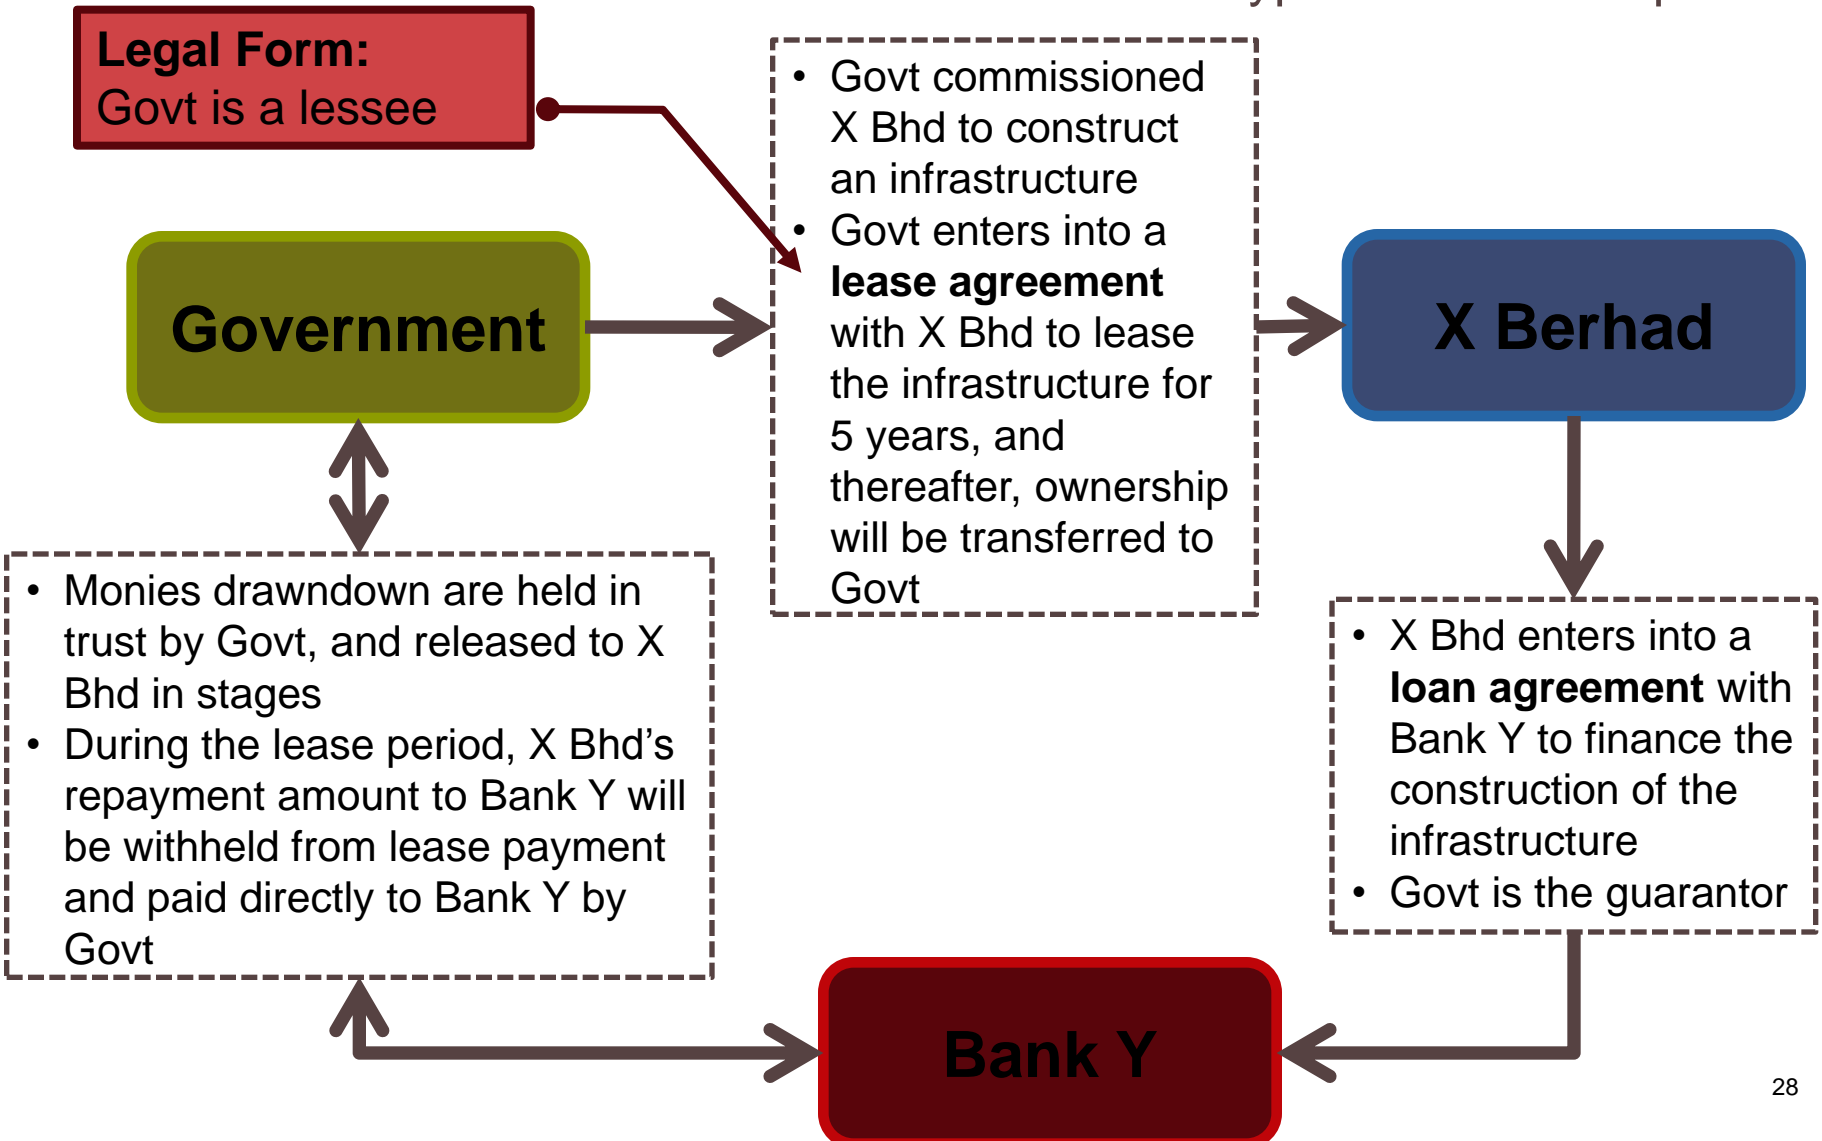 Legal Form:
Govt is a lessee
• Govt commissioned
X Bhd to construct
an infrastructure
• Govt enters into a
lease agreement
with X Bhd to lease
the infrastructure for
5 years, and
thereafter, ownership
will be transferred to
Govt
Government
X Berhad
• Monies drawndown are held in
trust by Govt, and released to X
Bhd in stages
• During the lease period, X Bhd’s
repayment amount to Bank Y will
be withheld from lease payment
and paid directly to Bank Y by
Govt
• X Bhd enters into a
loan agreement with
Bank Y to finance the
construction of the
infrastructure
• Govt is the guarantor
Bank Y
28